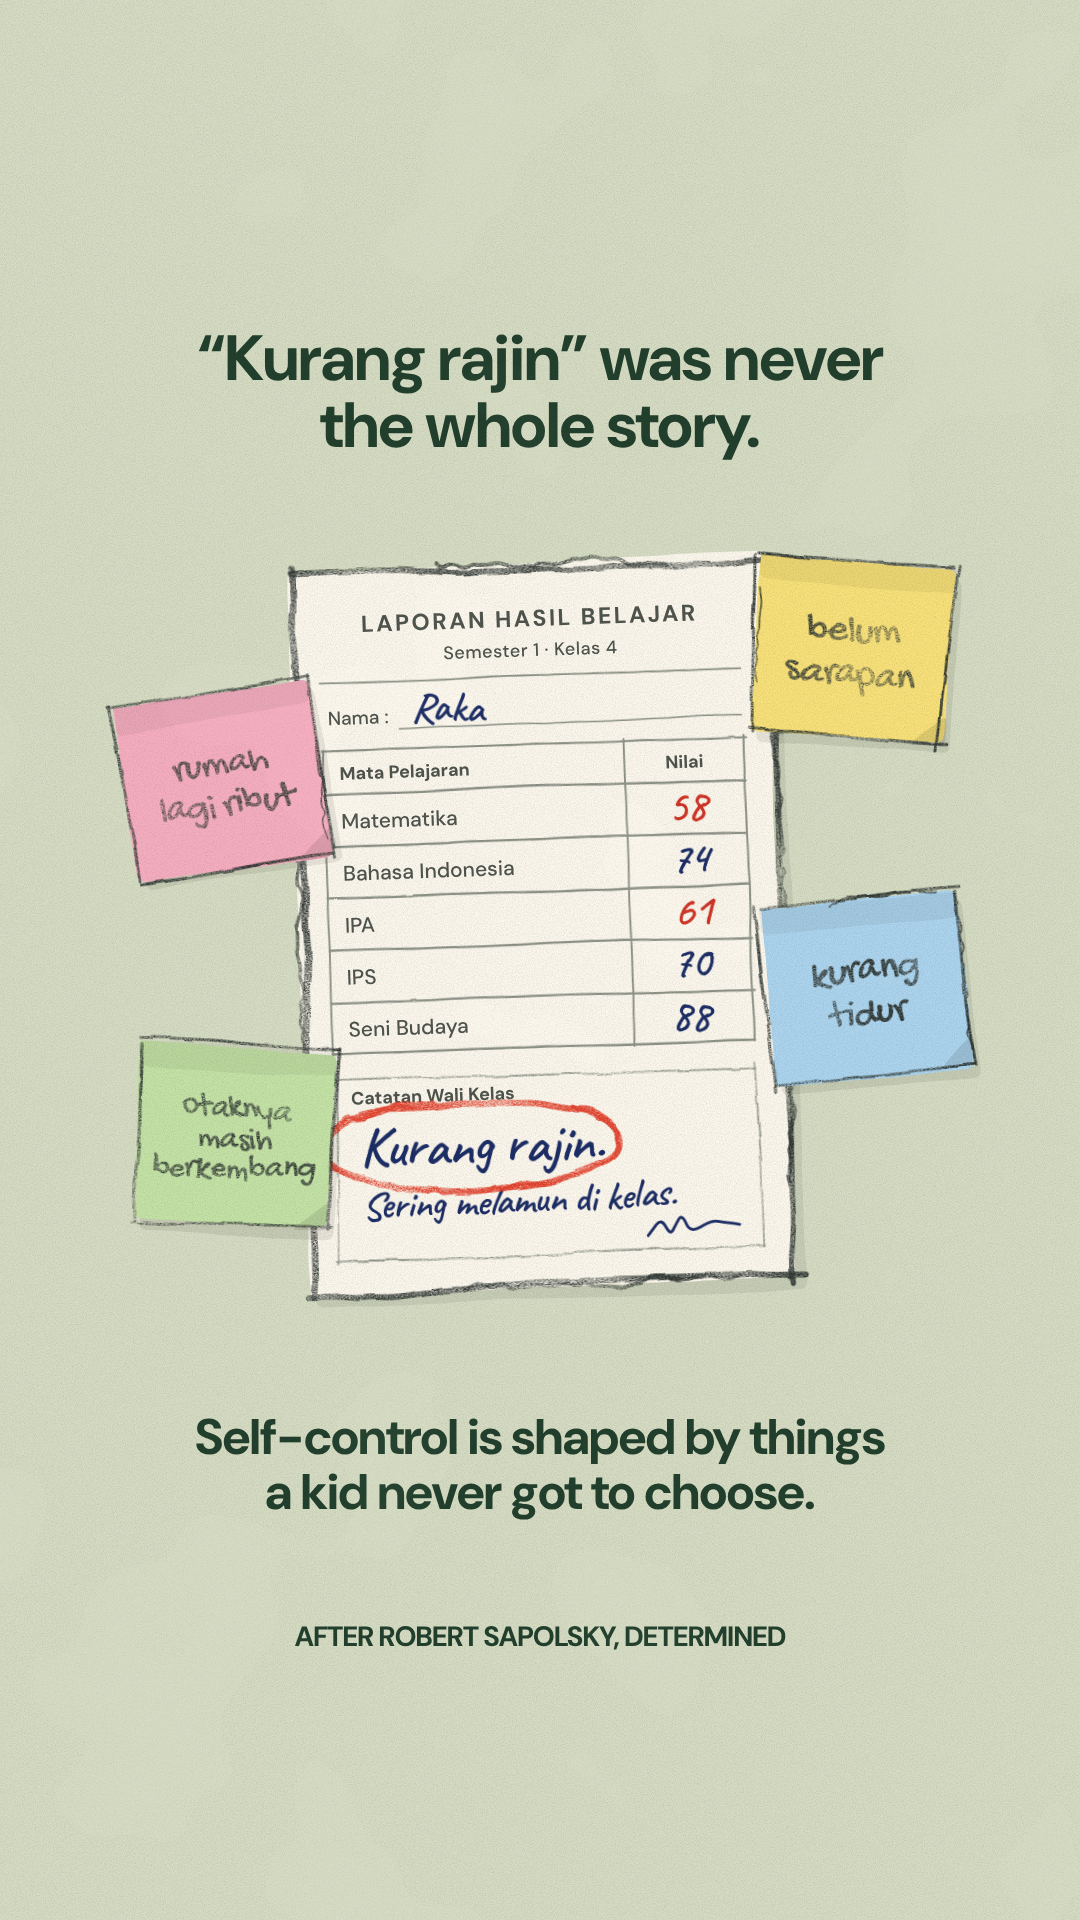 “Kurang rajin” was never
the whole story.
LAPORAN HASIL BELAJAR
Semester 1 · Kelas 4
Nama : Raka
Mata Pelajaran Nilai
Matematika 58
Bahasa Indonesia 74
IPA 61
IPS 70
Seni Budaya 88
Catatan Wali Kelas
Kurang rajin.
Sering melamun di kelas.
belum
sarapan
rumah
lagi ribut
kurang
tidur
otaknya
masih
berkembang
Self-control is shaped by things
a kid never got to choose.
AFTER ROBERT SAPOLSKY, DETERMINED